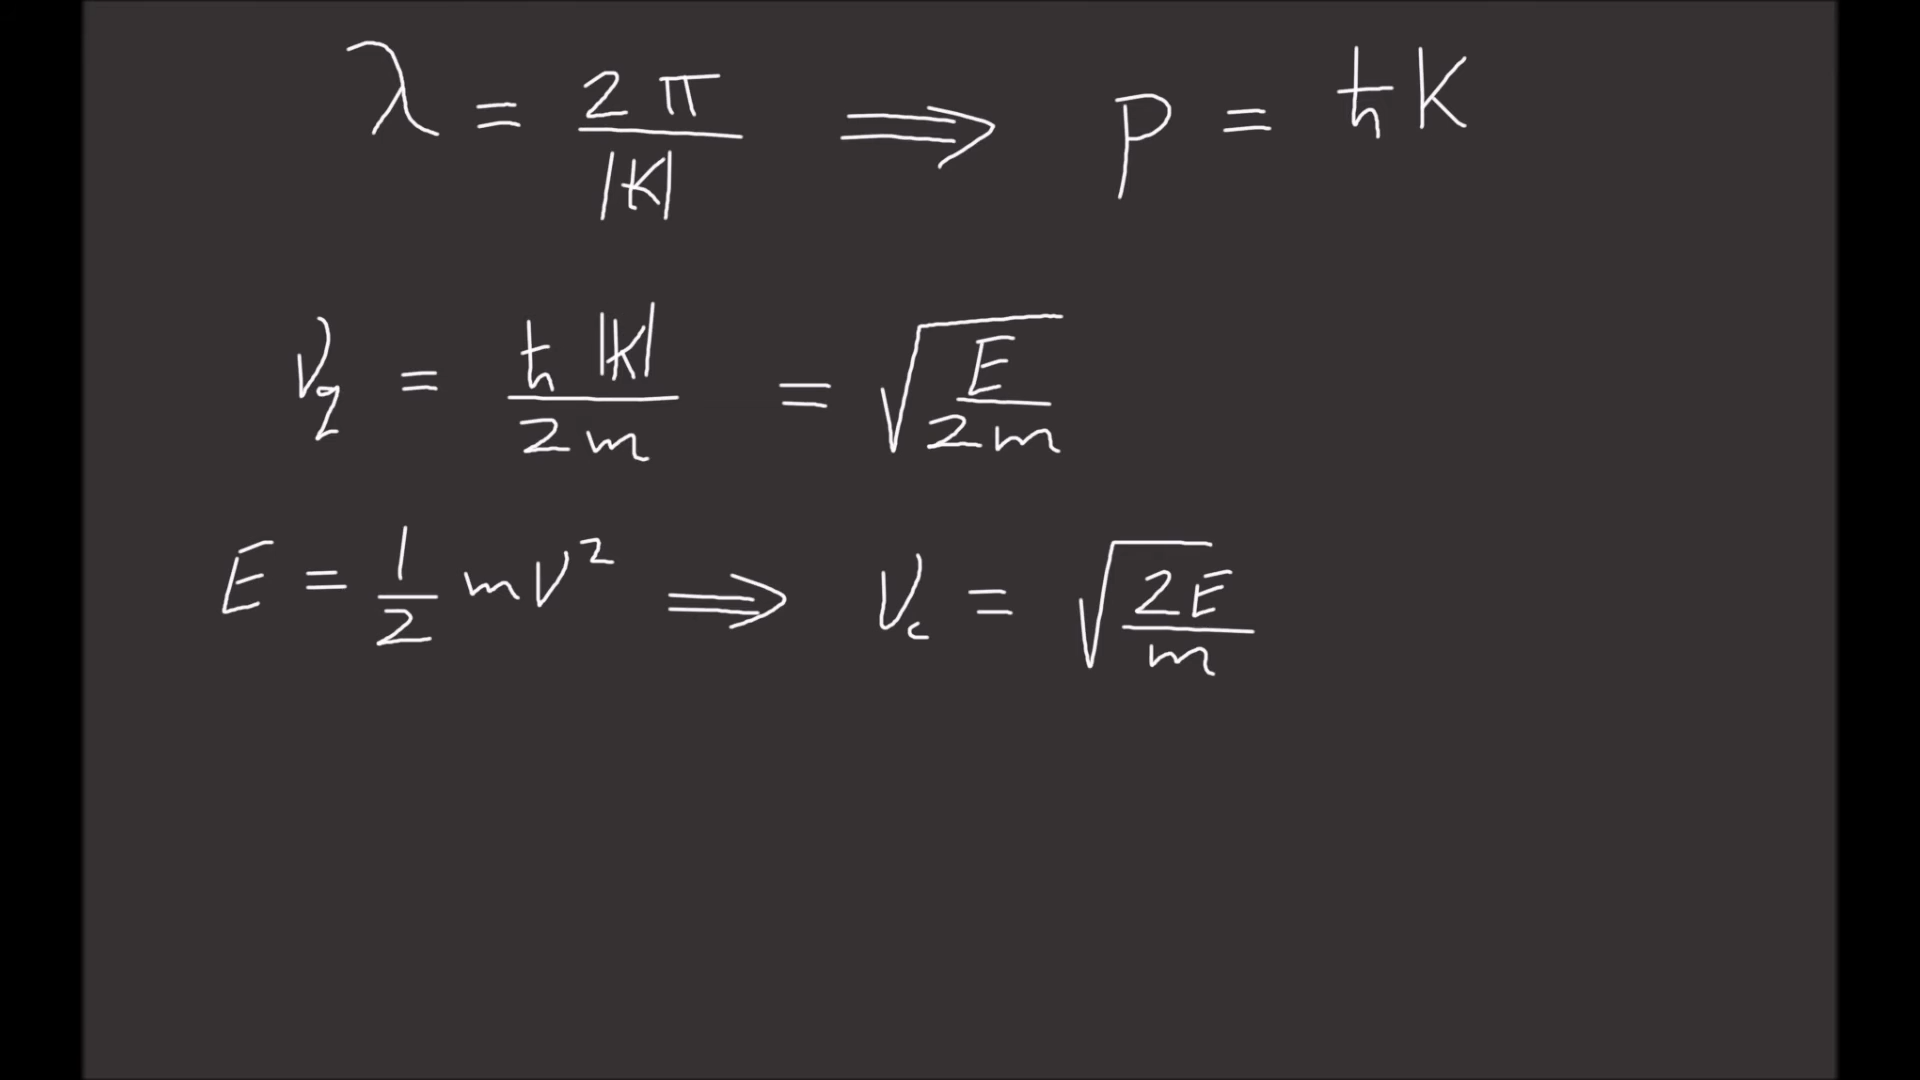 λ = 2π / |K| ⟹ p = ħK
V_q = ħ|K| / 2m = √(E / 2m)
E = 1/2 mV² ⟹ V_c = √(2E / m)